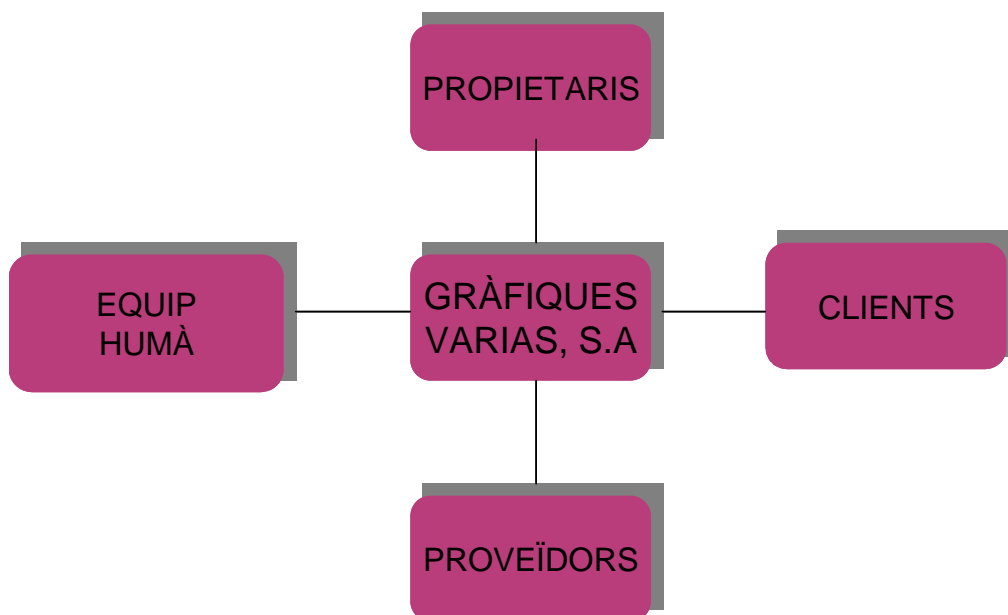 PROPIETARIS
EQUIP
HUMÀ
GRÀFIQUES
VARIAS, S.A
CLIENTS
PROVEÏDORS